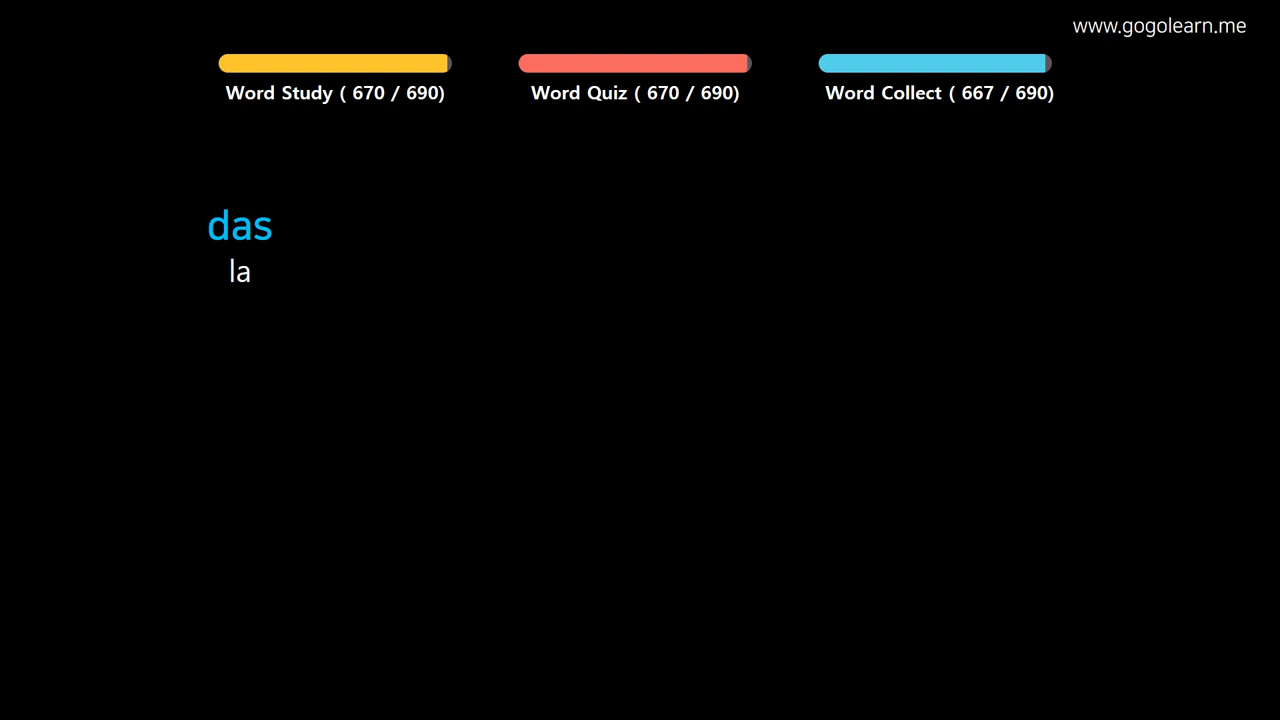 www.gogolearn.me
Word Study ( 670 / 690)
Word Quiz ( 670 / 690)
Word Collect ( 667 / 690)
das
la